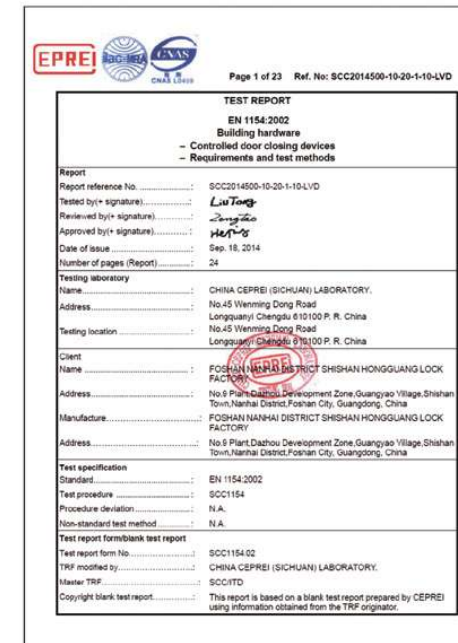 EPREI
ilac-MRA
CNAS
CNAS L0499
Page 1 of 23 Ref. No: SCC2014500-10-20-1-10-LVD
TEST REPORT
EN 1154:2002
Building hardware
– Controlled door closing devices
– Requirements and test methods
Report
Report reference No. ....................: SCC2014500-10-20-1-10-LVD
Tested by(+ signature)..................: Liu Tong
Reviewed by(+ signature)..............:
Approved by(+ signature)............. :
Date of issue ..............................: Sep. 18, 2014
Number of pages (Report).............: 24
Testing laboratory
Name..........................................: CHINA CEPREI (SICHUAN) LABORATORY.
Address......................................: No.45 Wenming Dong Road
Longquanyi Chengdu 610100 P. R. China
Testing location ..........................: No.45 Wenming Dong Road
Longquanyi Chengdu 610100 P. R. China
Client
Name .........................................: FOSHAN NANHAI DISTRICT SHISHAN HONGGUANG LOCK
FACTORY
Address......................................: No.9 Plant,Dazhou Development Zone,Guangyao Village,Shishan
Town,Nanhai District,Foshan City, Guangdong, China
Manufacture................................: FOSHAN NANHAI DISTRICT SHISHAN HONGGUANG LOCK
FACTORY
Address......................................: No.9 Plant,Dazhou Development Zone,Guangyao Village,Shishan
Town,Nanhai District,Foshan City, Guangdong, China
Test specification
Standard.....................................: EN 1154:2002
Test procedure ...........................: SCC1154
Procedure deviation .....................: N.A.
Non-standard test method ............: N.A.
Test report form/blank test report
Test report form No......................: SCC1154.02
TRF modified by..........................: CHINA CEPREI (SICHUAN) LABORATORY.
Master TRF.................................: SCC/ITD
Copyright blank test report............: This report is based on a blank test report prepared by CEPREI
using information obtained from the TRF originator.